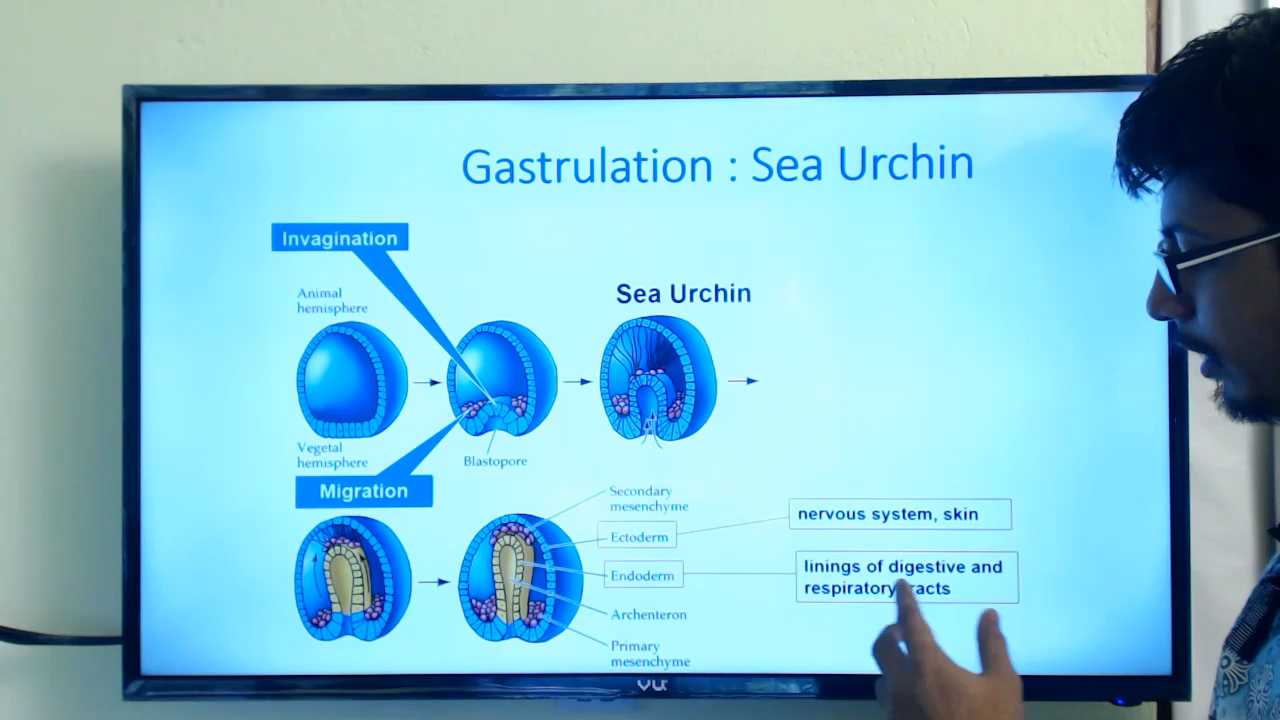 Gastrulation : Sea Urchin
Invagination
Animal
hemisphere
Sea Urchin
Vegetal
hemisphere
Blastopore
Migration
Secondary
mesenchyme
Ectoderm
nervous system, skin
Endoderm
linings of digestive and
respiratory tracts
Archenteron
Primary
mesenchyme
VU